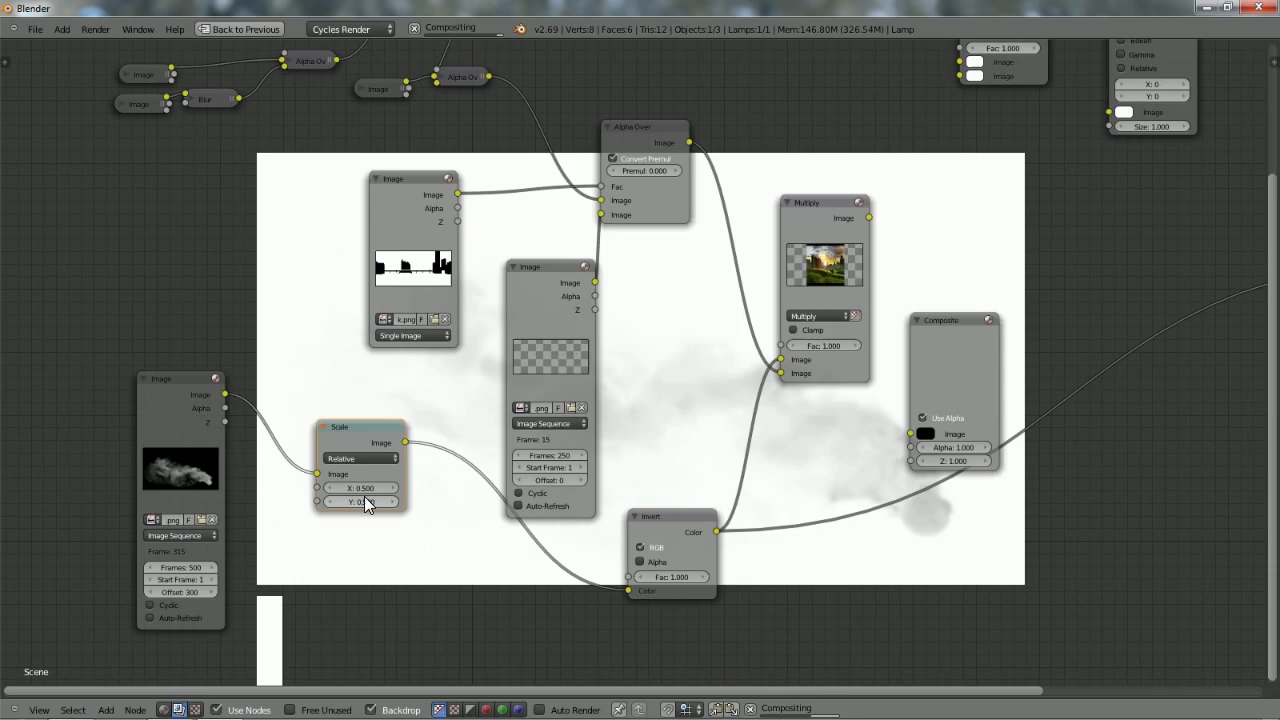 Blender
File Add Render Window Help Back to Previous Cycles Render Compositing v2.69 | Verts:8 | Faces:6 | Tris:12 | Objects:1/3 | Lamps:1/1 | Mem:146.80M (326.54M) | Lamp
Image
Alpha Ov
Image
Blur
Image
Alpha Ov
Fac: 1.000
Image
Image
Gamma
Relative
X: 0
Y: 0
Image
Size: 1.000
Alpha Over
Image
Convert Premul
Premul: 0.000
Fac
Image
Image
Image
Image
Alpha
Z
k.png F
Single Image
Image
Image
Alpha
Z
.png F
Image Sequence
Frame: 15
Frames: 250
Start Frame: 1
Offset: 0
Cyclic
Auto-Refresh
Multiply
Image
Multiply
Clamp
Fac: 1.000
Image
Image
Composite
Use Alpha
Image
Alpha: 1.000
Z: 1.000
Image
Image
Alpha
Z
.png F
Image Sequence
Frame: 315
Frames: 500
Start Frame: 1
Offset: 300
Cyclic
Auto-Refresh
Scale
Image
Relative
Image
X: 0.500
Invert
Color
RGB
Alpha
Fac: 1.000
Color
Scene
View Select Add Node Use Nodes Free Unused Backdrop Auto Render Compositing